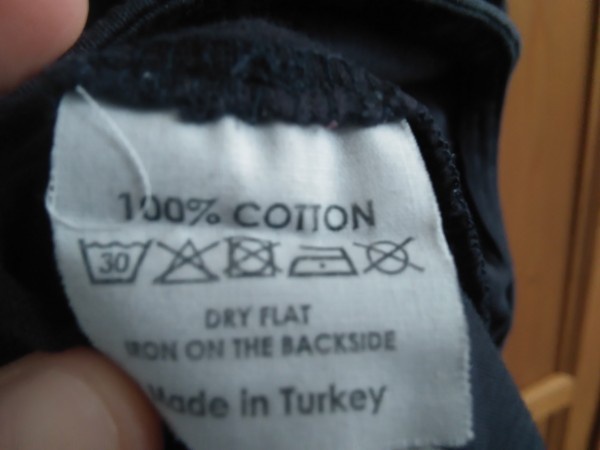 100% COTTON
30
DRY FLAT
IRON ON THE BACKSIDE
Made in Turkey